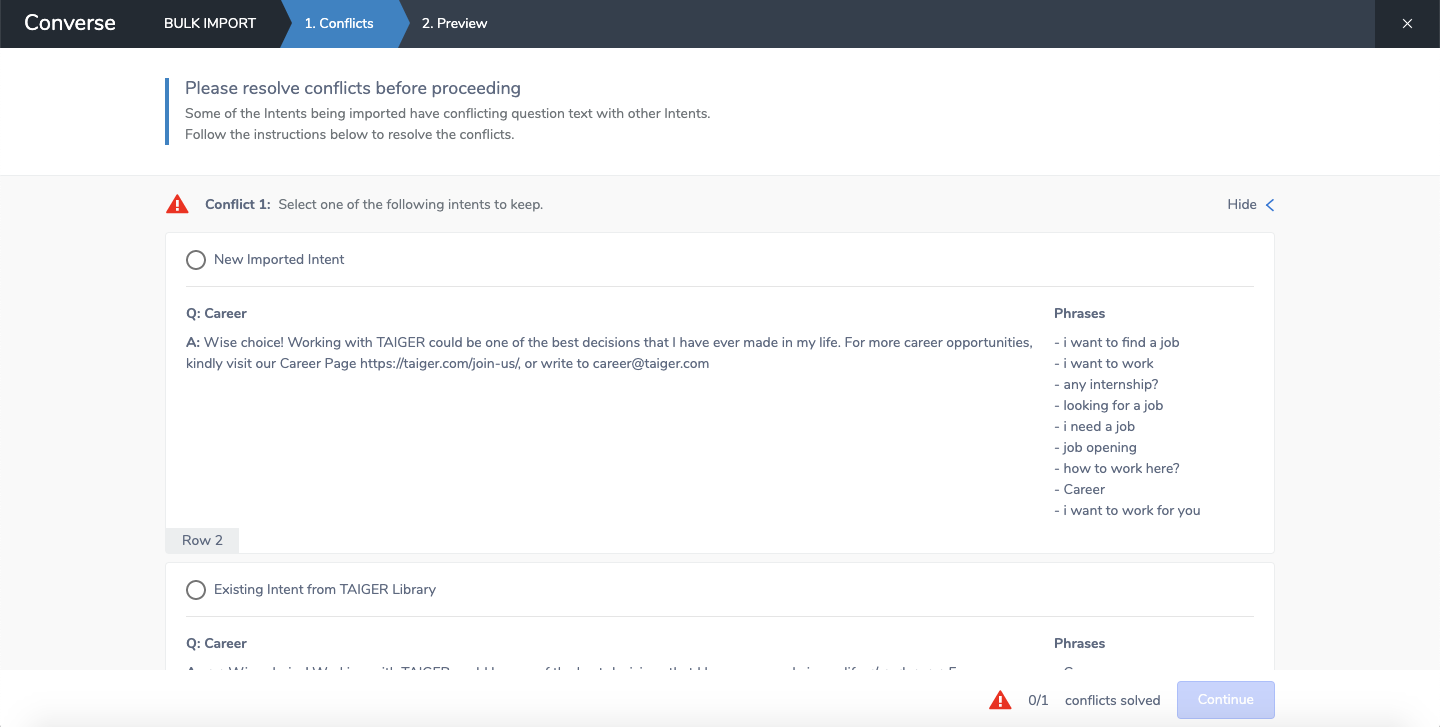 Converse
BULK IMPORT
1. Conflicts
2. Preview
Please resolve conflicts before proceeding
Some of the Intents being imported have conflicting question text with other Intents.
Follow the instructions below to resolve the conflicts.
Conflict 1: Select one of the following intents to keep.
Hide
New Imported Intent
Q: Career
A: Wise choice! Working with TAIGER could be one of the best decisions that I have ever made in my life. For more career opportunities,
kindly visit our Career Page https://taiger.com/join-us/, or write to career@taiger.com
Phrases
- i want to find a job
- i want to work
- any internship?
- looking for a job
- i need a job
- job opening
- how to work here?
- Career
- i want to work for you
Row 2
Existing Intent from TAIGER Library
Q: Career
Phrases
0/1 conflicts solved
Continue